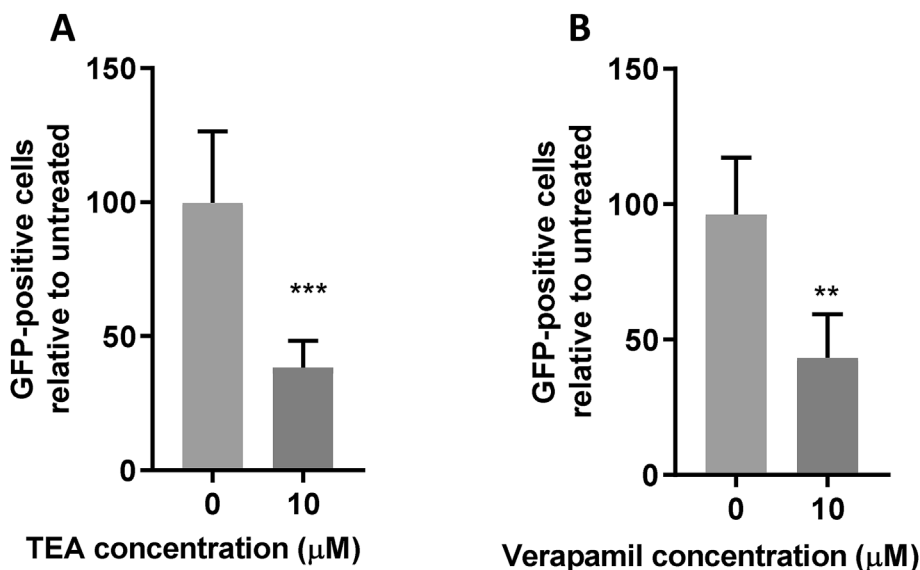 A
GFP-positive cells
relative to untreated
150
100
50
0
***
0 10
TEA concentration (μM)
B
GFP-positive cells
relative to untreated
150
100
50
0
**
0 10
Verapamil concentration (μM)